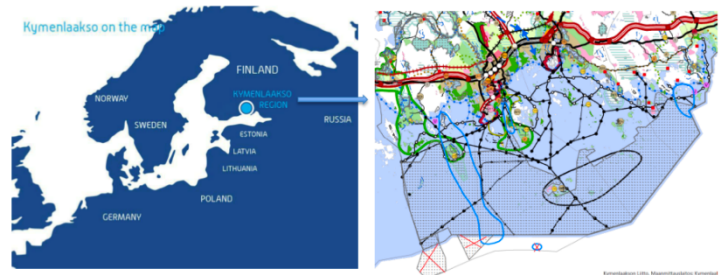 Kymenlaakso on the map
FINLAND
KYMENLAAKSO
REGION
NORWAY
RUSSIA
SWEDEN
ESTONIA
LATVIA
LITHUANIA
POLAND
GERMANY